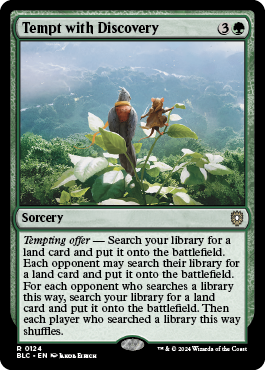 Tempt with Discovery 3
Sorcery
Tempting offer — Search your library for a
land card and put it onto the battlefield.
Each opponent may search their library for
a land card and put it onto the battlefield.
For each opponent who searches a library
this way, search your library for a land
card and put it onto the battlefield. Then
each player who searched a library this way
shuffles.
R 0124 ™ & © 2024 Wizards of the Coast
BLC • EN Jakob Eirich